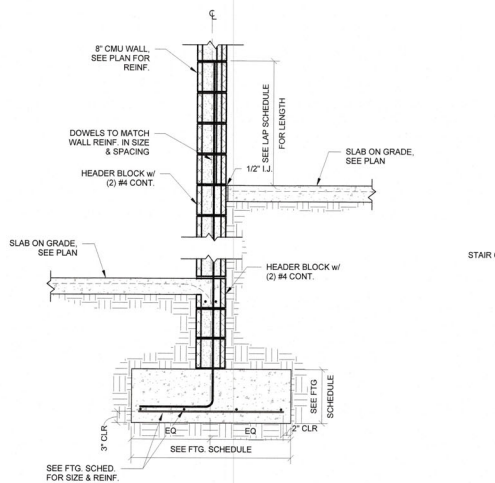 ℄
8" CMU WALL,
SEE PLAN FOR
REINF.
DOWELS TO MATCH
WALL REINF. IN SIZE
& SPACING
HEADER BLOCK w/
(2) #4 CONT.
SEE LAP SCHEDULE
FOR LENGTH
1/2" I.J.
SLAB ON GRADE,
SEE PLAN
SLAB ON GRADE,
SEE PLAN
HEADER BLOCK w/
(2) #4 CONT.
STAIR
SEE FTG
SCHEDULE
3" CLR
EQ
EQ
2" CLR
SEE FTG. SCHEDULE
SEE FTG. SCHED.
FOR SIZE & REINF.